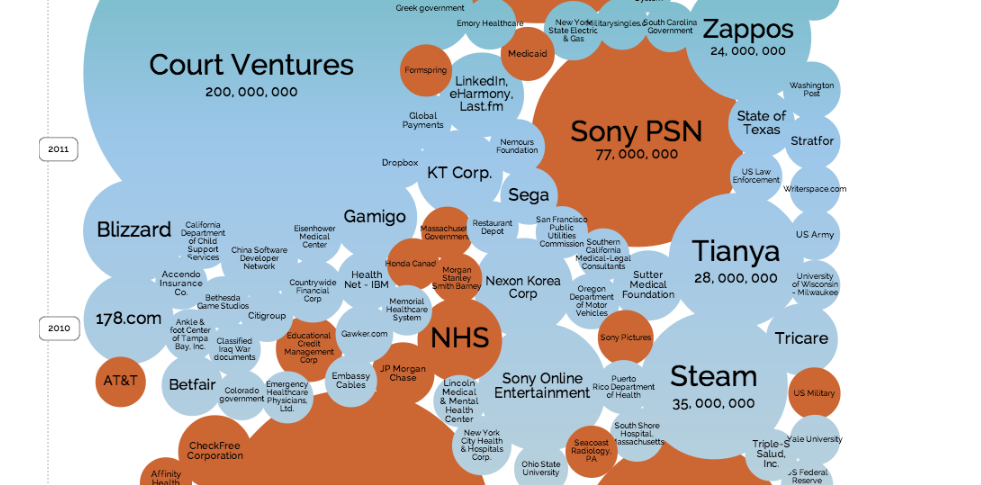 Greek government
Emory Healthcare
New York
State Electric
& Gas
Militarysingles.com
South Carolina
Government
Zappos
24, 000, 000
Court Ventures
200, 000, 000
Medicaid
Formspring
LinkedIn,
eHarmony,
Last.fm
Washington
Post
Global
Payments
Sony PSN
77, 000, 000
State of
Texas
Stratfor
2011
Nemours
Foundation
Dropbox
KT Corp.
US Law
Enforcement
Writerspace.com
Sega
Gamigo
Blizzard
California
Department
of Child
Support
Services
Eisenhower
Medical
Center
Massachuset
Governmen
Restaurant
Depot
San Francisco
Public
Utilities
Commission
US Army
China Software
Developer
Network
Southern
California
Medical-Legal
Consultants
Tianya
28, 000, 000
Honda Canad
Morgan
Stanley
Smith Barney
Accendo
Insurance
Co.
Health
Net - IBM
Nexon Korea
Corp
Sutter
Medical
Foundation
University
of Wisconsin
- Milwaukee
Countrywide
Financial
Corp
Bethesda
Game Studios
Memorial
Healthcare
System
Oregon
Department
of Motor
Vehicles
178.com
Citigroup
2010
Ankle &
foot Center
of Tampa
Bay, Inc.
Gawker.com
NHS
Sony Pictures
Tricare
Classified
Iraq War
documents
Educational
Credit
Management
Corp
AT&T
Betfair
JP Morgan
Chase
Embassy
Cables
Sony Online
Entertainment
Puerto
Rico Department
of Health
Steam
35, 000, 000
US Military
Colorado
government
Emergency
Healthcare
Physicians,
Ltd.
Lincoln
Medical
& Mental
Health
Center
South Shore
Hospital,
Massachusetts
New York
City Health
& Hospitals
Corp.
Seacoast
Radiology,
PA
Triple-S
Salud,
Inc.
Yale University
CheckFree
Corporation
Ohio State
University
Affinity
Health
US Federal
Reserve